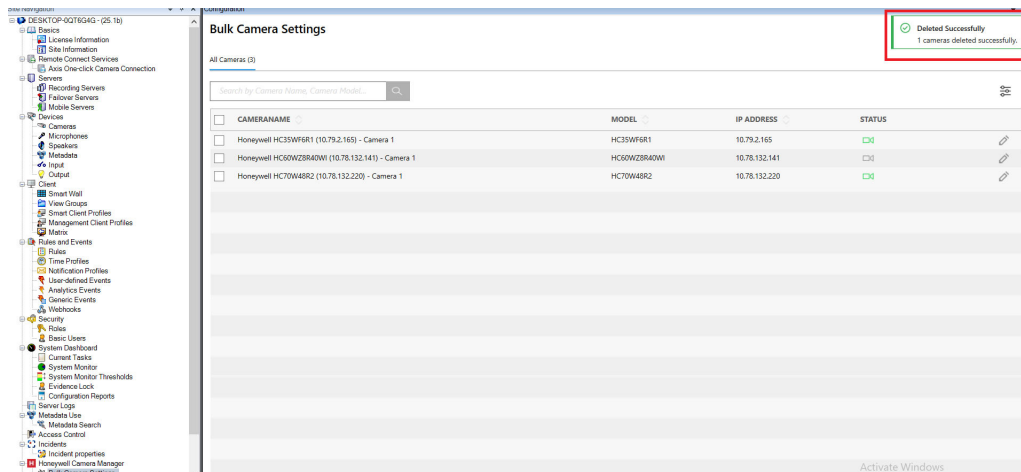 Site Navigation
DESKTOP-0QT6G4G - (25.1b)
Basics
License Information
Site Information
Remote Connect Services
Axis One-click Camera Connection
Servers
Recording Servers
Failover Servers
Mobile Servers
Devices
Cameras
Microphones
Speakers
Metadata
Input
Output
Client
Smart Wall
View Groups
Smart Client Profiles
Management Client Profiles
Matrix
Rules and Events
Rules
Time Profiles
Notification Profiles
User-defined Events
Analytics Events
Generic Events
Webhooks
Security
Roles
Basic Users
System Dashboard
Current Tasks
System Monitor
System Monitor Thresholds
Evidence Lock
Configuration Reports
Server Logs
Metadata Use
Metadata Search
Access Control
Incidents
Incident properties
Honeywell Camera Manager
Bulk Camera Settings
Configuration
Bulk Camera Settings
Deleted Successfully
1 cameras deleted successfully.
All Cameras (3)
Search by Camera Name, Camera Model...
CAMERANAME MODEL IP ADDRESS STATUS
Honeywell HC35WF6R1 (10.79.2.165) - Camera 1 HC35WF6R1 10.79.2.165
Honeywell HC60WZ8R40WI (10.78.132.141) - Camera 1 HC60WZ8R40WI 10.78.132.141
Honeywell HC70W48R2 (10.78.132.220) - Camera 1 HC70W48R2 10.78.132.220
Activate Windows